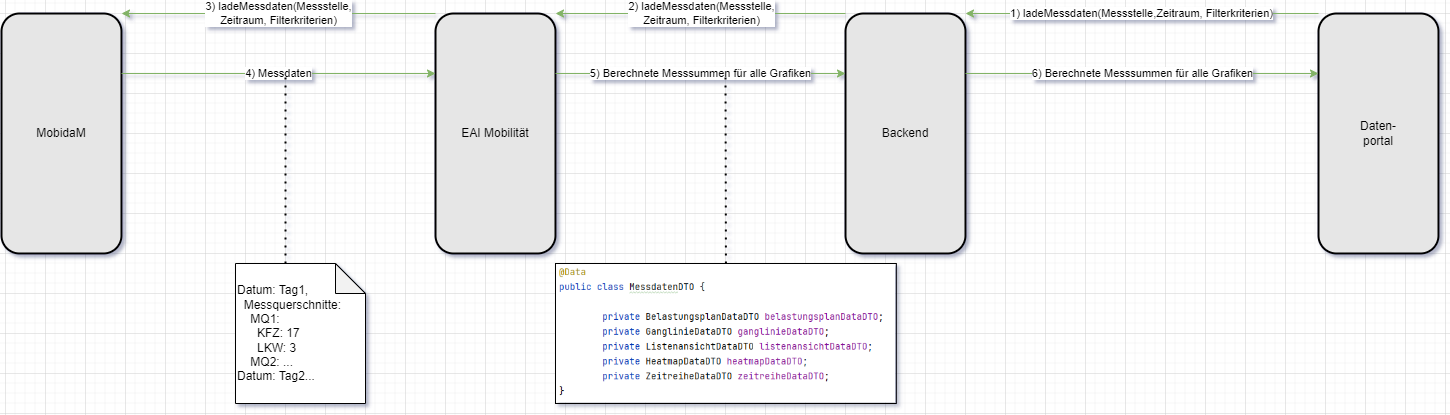 3) ladeMessdaten(Messstelle,
Zeitraum, Filterkriterien)
2) ladeMessdaten(Messstelle,
Zeitraum, Filterkriterien)
1) ladeMessdaten(Messstelle,Zeitraum, Filterkriterien)
4) Messdaten
5) Berechnete Messsummen für alle Grafiken
6) Berechnete Messsummen für alle Grafiken
MobidaM
EAI Mobilität
Backend
Daten-
portal
Datum: Tag1,
Messquerschnitte:
MQ1:
KFZ: 17
LKW: 3
MQ2: ...
Datum: Tag2...
@Data
public class MessdatenDTO {
private BelastungsplanDataDTO belastungsplanDataDTO;
private GanglinieDataDTO ganglinieDataDTO;
private ListenansichtDataDTO listenansichtDataDTO;
private HeatmapDataDTO heatmapDataDTO;
private ZeitreiheDataDTO zeitreiheDataDTO;
}